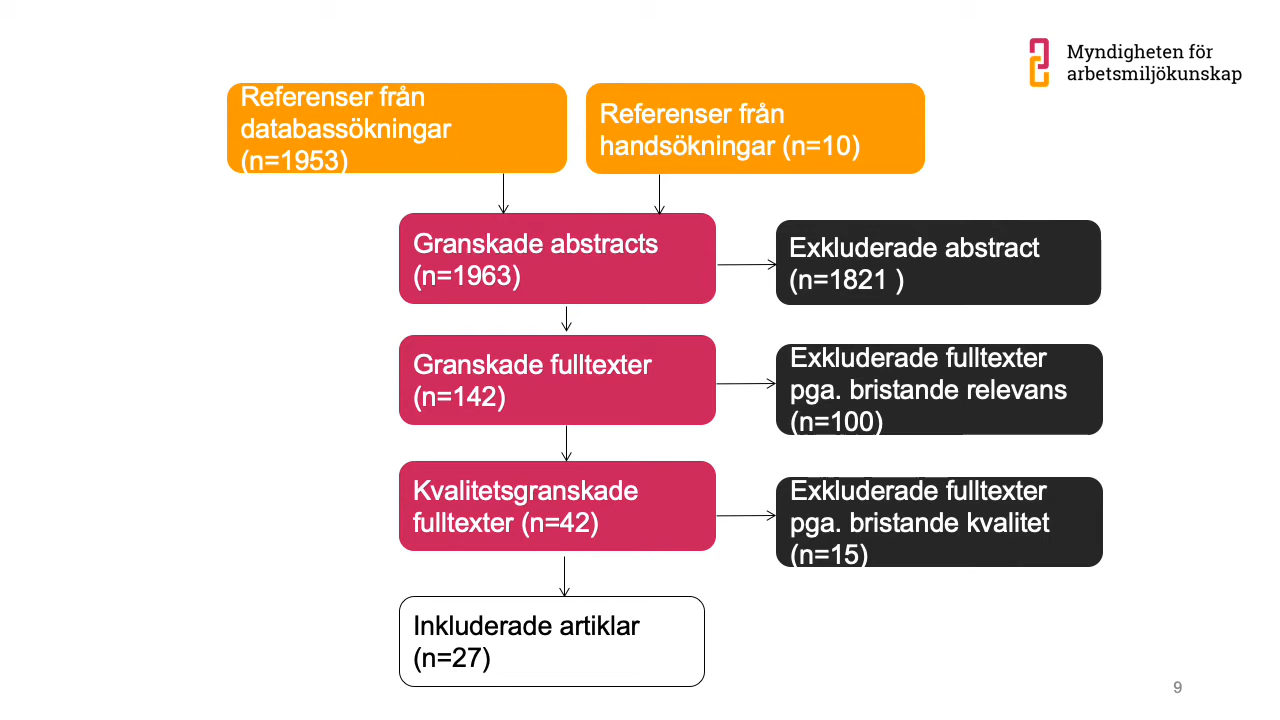 Myndigheten för
arbetsmiljökunskap
Referenser från
databassökningar
(n=1953)
Referenser från
handsökningar (n=10)
Granskade abstracts
(n=1963)
Exkluderade abstract
(n=1821 )
Granskade fulltexter
(n=142)
Exkluderade fulltexter
pga. bristande relevans
(n=100)
Kvalitetsgranskade
fulltexter (n=42)
Exkluderade fulltexter
pga. bristande kvalitet
(n=15)
Inkluderade artiklar
(n=27)
9